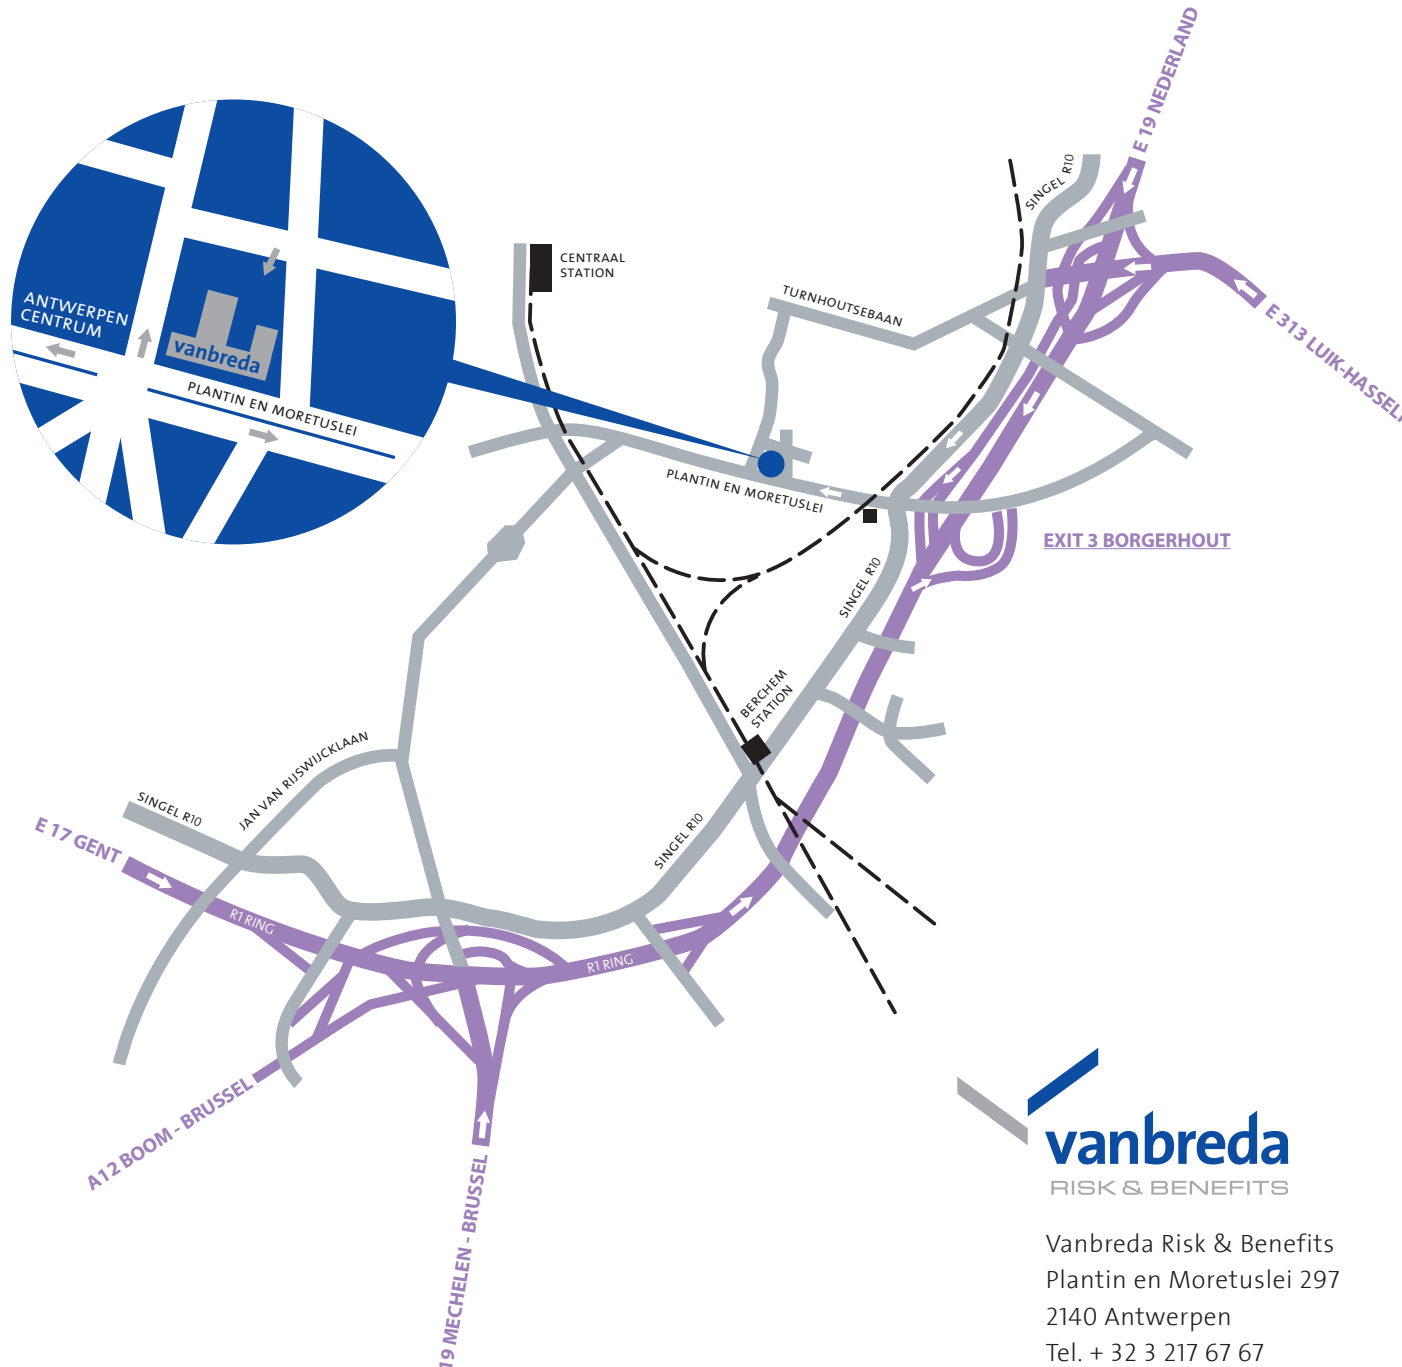 E 19 NEDERLAND
SINGEL R10
CENTRAAL
STATION
TURNHOUTSEBAAN
E 313 LUIK-HASSELT
ANTWERPEN
CENTRUM
vanbreda
PLANTIN EN MORETUSLEI
PLANTIN EN MORETUSLEI
EXIT 3 BORGERHOUT
SINGEL R10
BERCHEM
STATION
JAN VAN RIJSWIJCKLAAN
SINGEL R10
E 17 GENT
SINGEL R10
R1 RING
R1 RING
A12 BOOM - BRUSSEL
19 MECHELEN - BRUSSEL
vanbreda
RISK & BENEFITS
Vanbreda Risk & Benefits
Plantin en Moretuslei 297
2140 Antwerpen
Tel. + 32 3 217 67 67